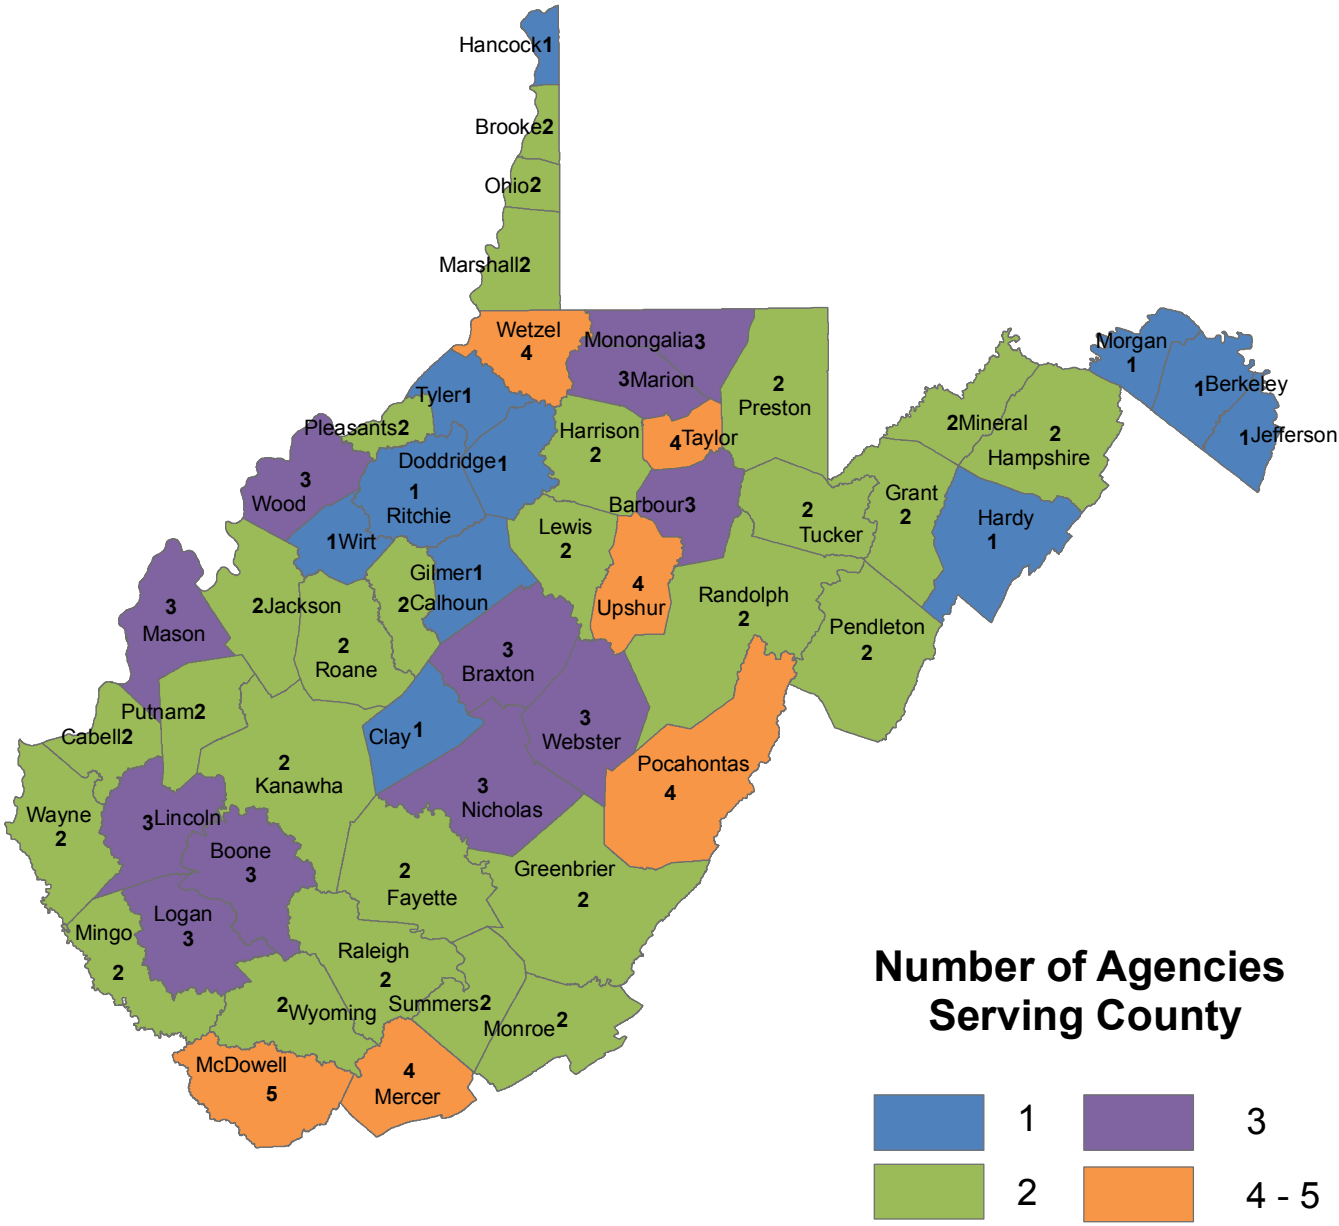 Hancock1
Brooke2
Ohio2
Marshall2
Wetzel
4
Monongalia3
3Marion
2
Preston
Morgan
1
1Berkeley
1Jefferson
Tyler1
Pleasants2
Harrison
2
4Taylor
2Mineral
2
Hampshire
3
Wood
Doddridge1
1
Ritchie
Barbour3
2
Tucker
Grant
2
Hardy
1
1Wirt
Lewis
2
Gilmer1
2Calhoun
4
Upshur
Randolph
2
Pendleton
2
3
Mason
2Jackson
2
Roane
3
Braxton
Putnam2
Cabell2
Clay1
3
Webster
Pocahontas
4
2
Kanawha
3
Nicholas
Wayne
2
3Lincoln
Boone
3
2
Fayette
Greenbrier
2
Logan
3
Mingo
2
Raleigh
2
2Wyoming
Summers2
Monroe2
McDowell
5
4
Mercer
Number of Agencies
Serving County
1
3
2
4 - 5